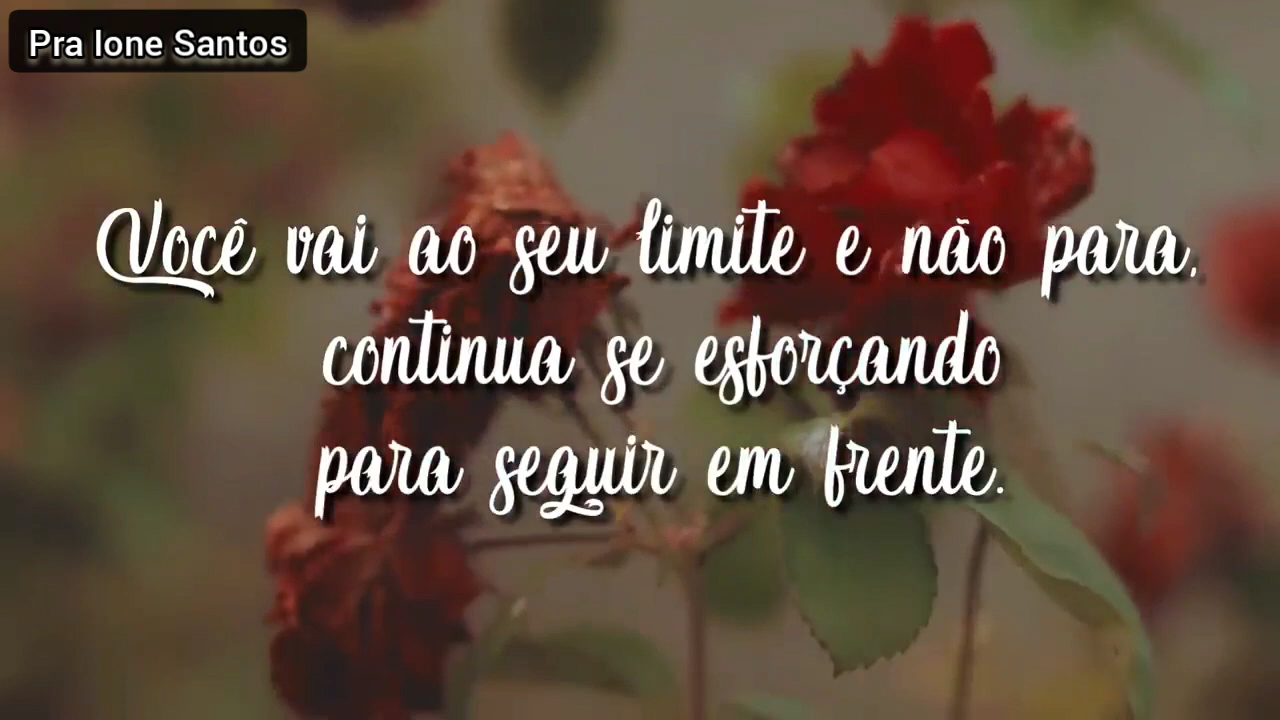 Pra Ione Santos
Você vai ao seu limite e não para,
continua se esforçando
para seguir em frente.